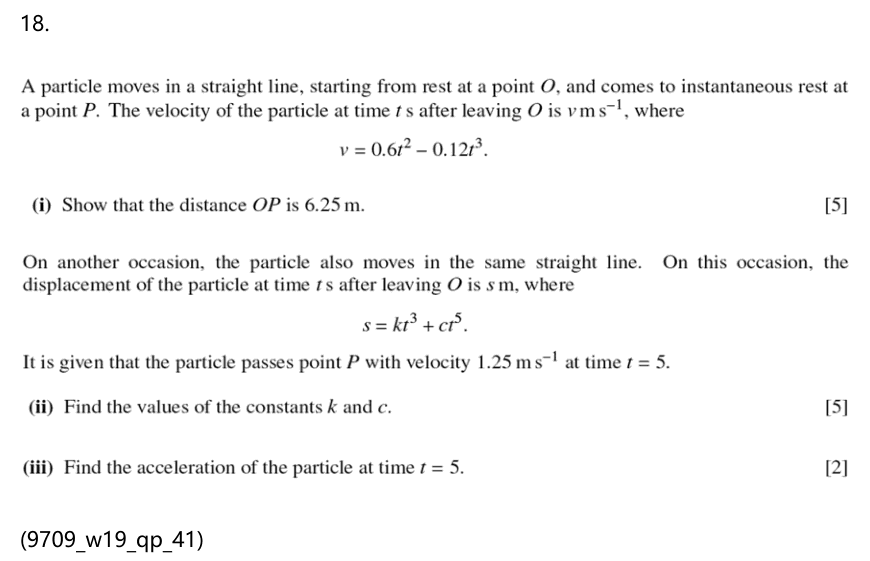 18.
A particle moves in a straight line, starting from rest at a point O, and comes to instantaneous rest at
a point P. The velocity of the particle at time t s after leaving O is v m s⁻¹, where
v = 0.6t² – 0.12t³.
(i) Show that the distance OP is 6.25 m. [5]
On another occasion, the particle also moves in the same straight line. On this occasion, the
displacement of the particle at time t s after leaving O is s m, where
s = kt³ + ct⁵.
It is given that the particle passes point P with velocity 1.25 m s⁻¹ at time t = 5.
(ii) Find the values of the constants k and c. [5]
(iii) Find the acceleration of the particle at time t = 5. [2]
(9709_w19_qp_41)